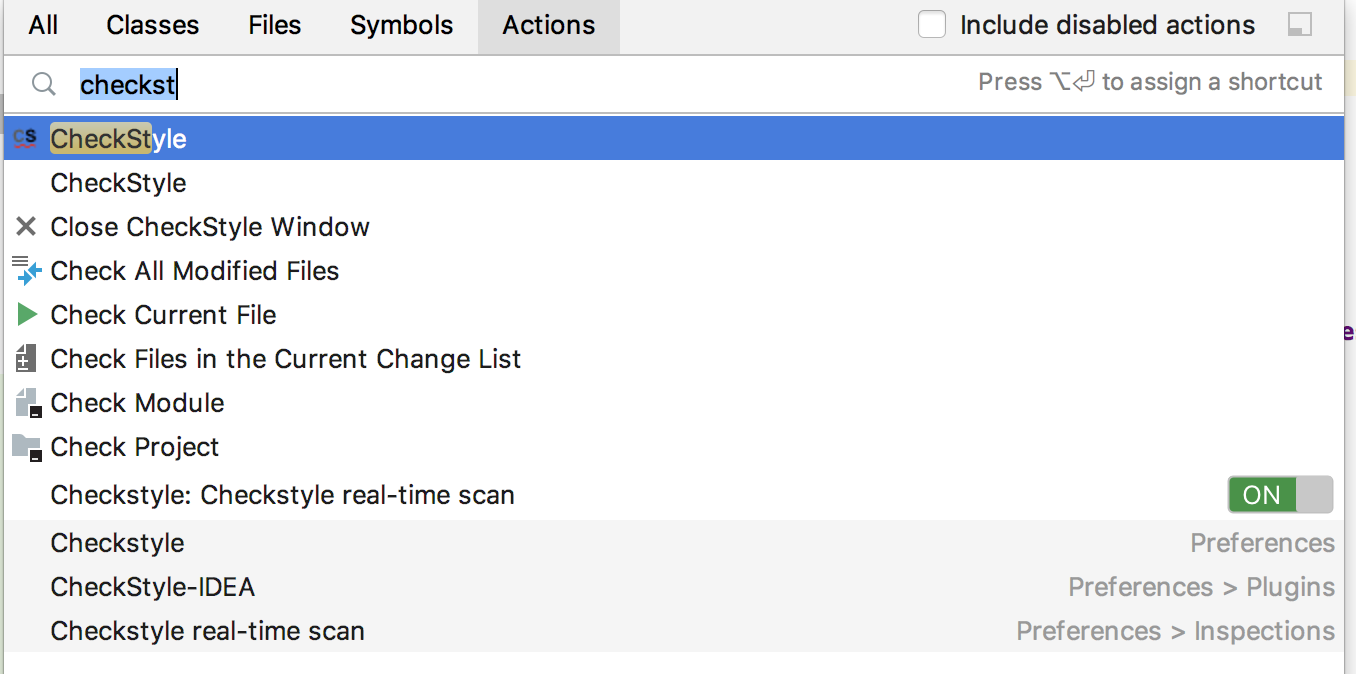 All Classes Files Symbols Actions Include disabled actions
checkst Press ⌥⏎ to assign a shortcut
CS CheckStyle
CheckStyle
Close CheckStyle Window
Check All Modified Files
Check Current File
Check Files in the Current Change List
Check Module
Check Project
Checkstyle: Checkstyle real-time scan ON
Checkstyle Preferences
CheckStyle-IDEA Preferences > Plugins
Checkstyle real-time scan Preferences > Inspections
e